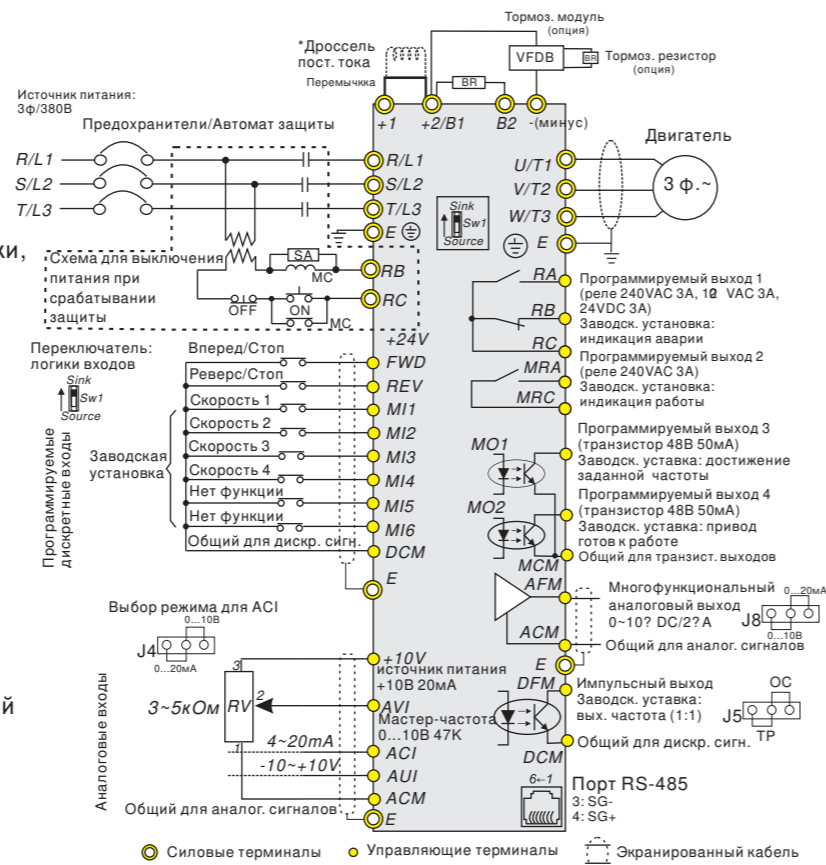 Тормоз. модуль
(опция)
*Дроссель
пост. тока
VFDB
BR
Тормоз. резистор
(опция)
Перемычкка
BR
Источник питания:
3ф/380В
+1
+2/B1
B2
-(минус)
Предохранители/Автомат защиты
Двигатель
R/L1
R/L1
U/T1
S/L2
S/L2
V/T2
3 ф.~
T/L3
T/L3
W/T3
E
Sink
Sw1
Source
E
ки,
Схема для выключения
питания при
срабатывании
защиты
SA
MC
RB
OFF
ON
MC
RC
RA
RB
RC
Программируемый выход 1
(реле 240VAC 3A, 12 VAC 3A,
24VDC 3A)
Заводск. установка:
индикация аварии
+24V
Переключатель:
логики входов
Sink
Sw1
Source
Вперед/Стоп
FWD
Реверс/Стоп
REV
MRA
MRC
Программируемый выход 2
(реле 240VAC 3A)
Заводск. установка:
индикация работы
Программируемые
дискретные входы
Заводская
установка
Скорость 1
MI1
Скорость 2
MI2
Скорость 3
MI3
Скорость 4
MI4
Нет функции
MI5
Нет функции
MI6
Общий для дискр. сигн.
DCM
E
MO1
Программируемый выход 3
(транзистор 48В 50мА)
Заводск. уставка: достижение
заданной частоты
MO2
Программируемый выход 4
(транзистор 48В 50мА)
Заводск. уставка: привод
готов к работе
MCM
Общий для транзист. выходов
AFM
Многофункциональный
аналоговый выход
0~10? DC/2? A
J8
0...20мА
0...10В
ACM
Общий для аналог. сигналов
E
Выбор режима для ACI
0...10В
J4
0...20мА
Аналоговые входы
й
3~5кОм
RV
3
2
1
+10V
источник питания
+10В 20мА
AVI
Мастер-частота
0...10В 47К
4~20mA
ACI
-10~+10V
AUI
Общий для аналог. сигналов
ACM
E
DFM
Импульсный выход
Заводск. уставка:
вых. частота (1:1)
J5
OC
TP
DCM
Общий для дискр. сигн.
6←1
Порт RS-485
3: SG-
4: SG+
Силовые терминалы
Управляющие терминалы
Экранированный кабель